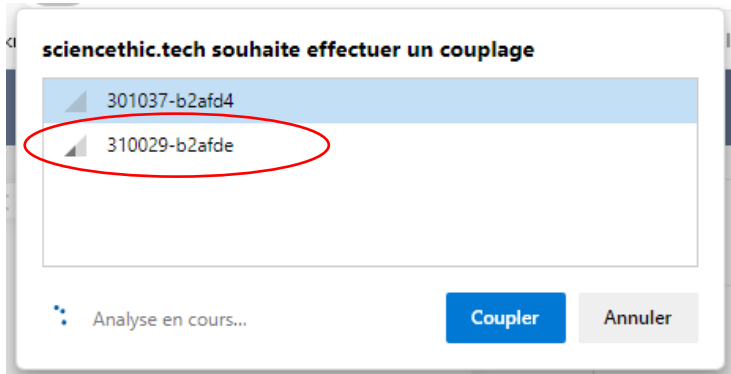 sciencethic.tech souhaite effectuer un couplage
301037-b2afd4
310029-b2afde
Analyse en cours...
Coupler
Annuler